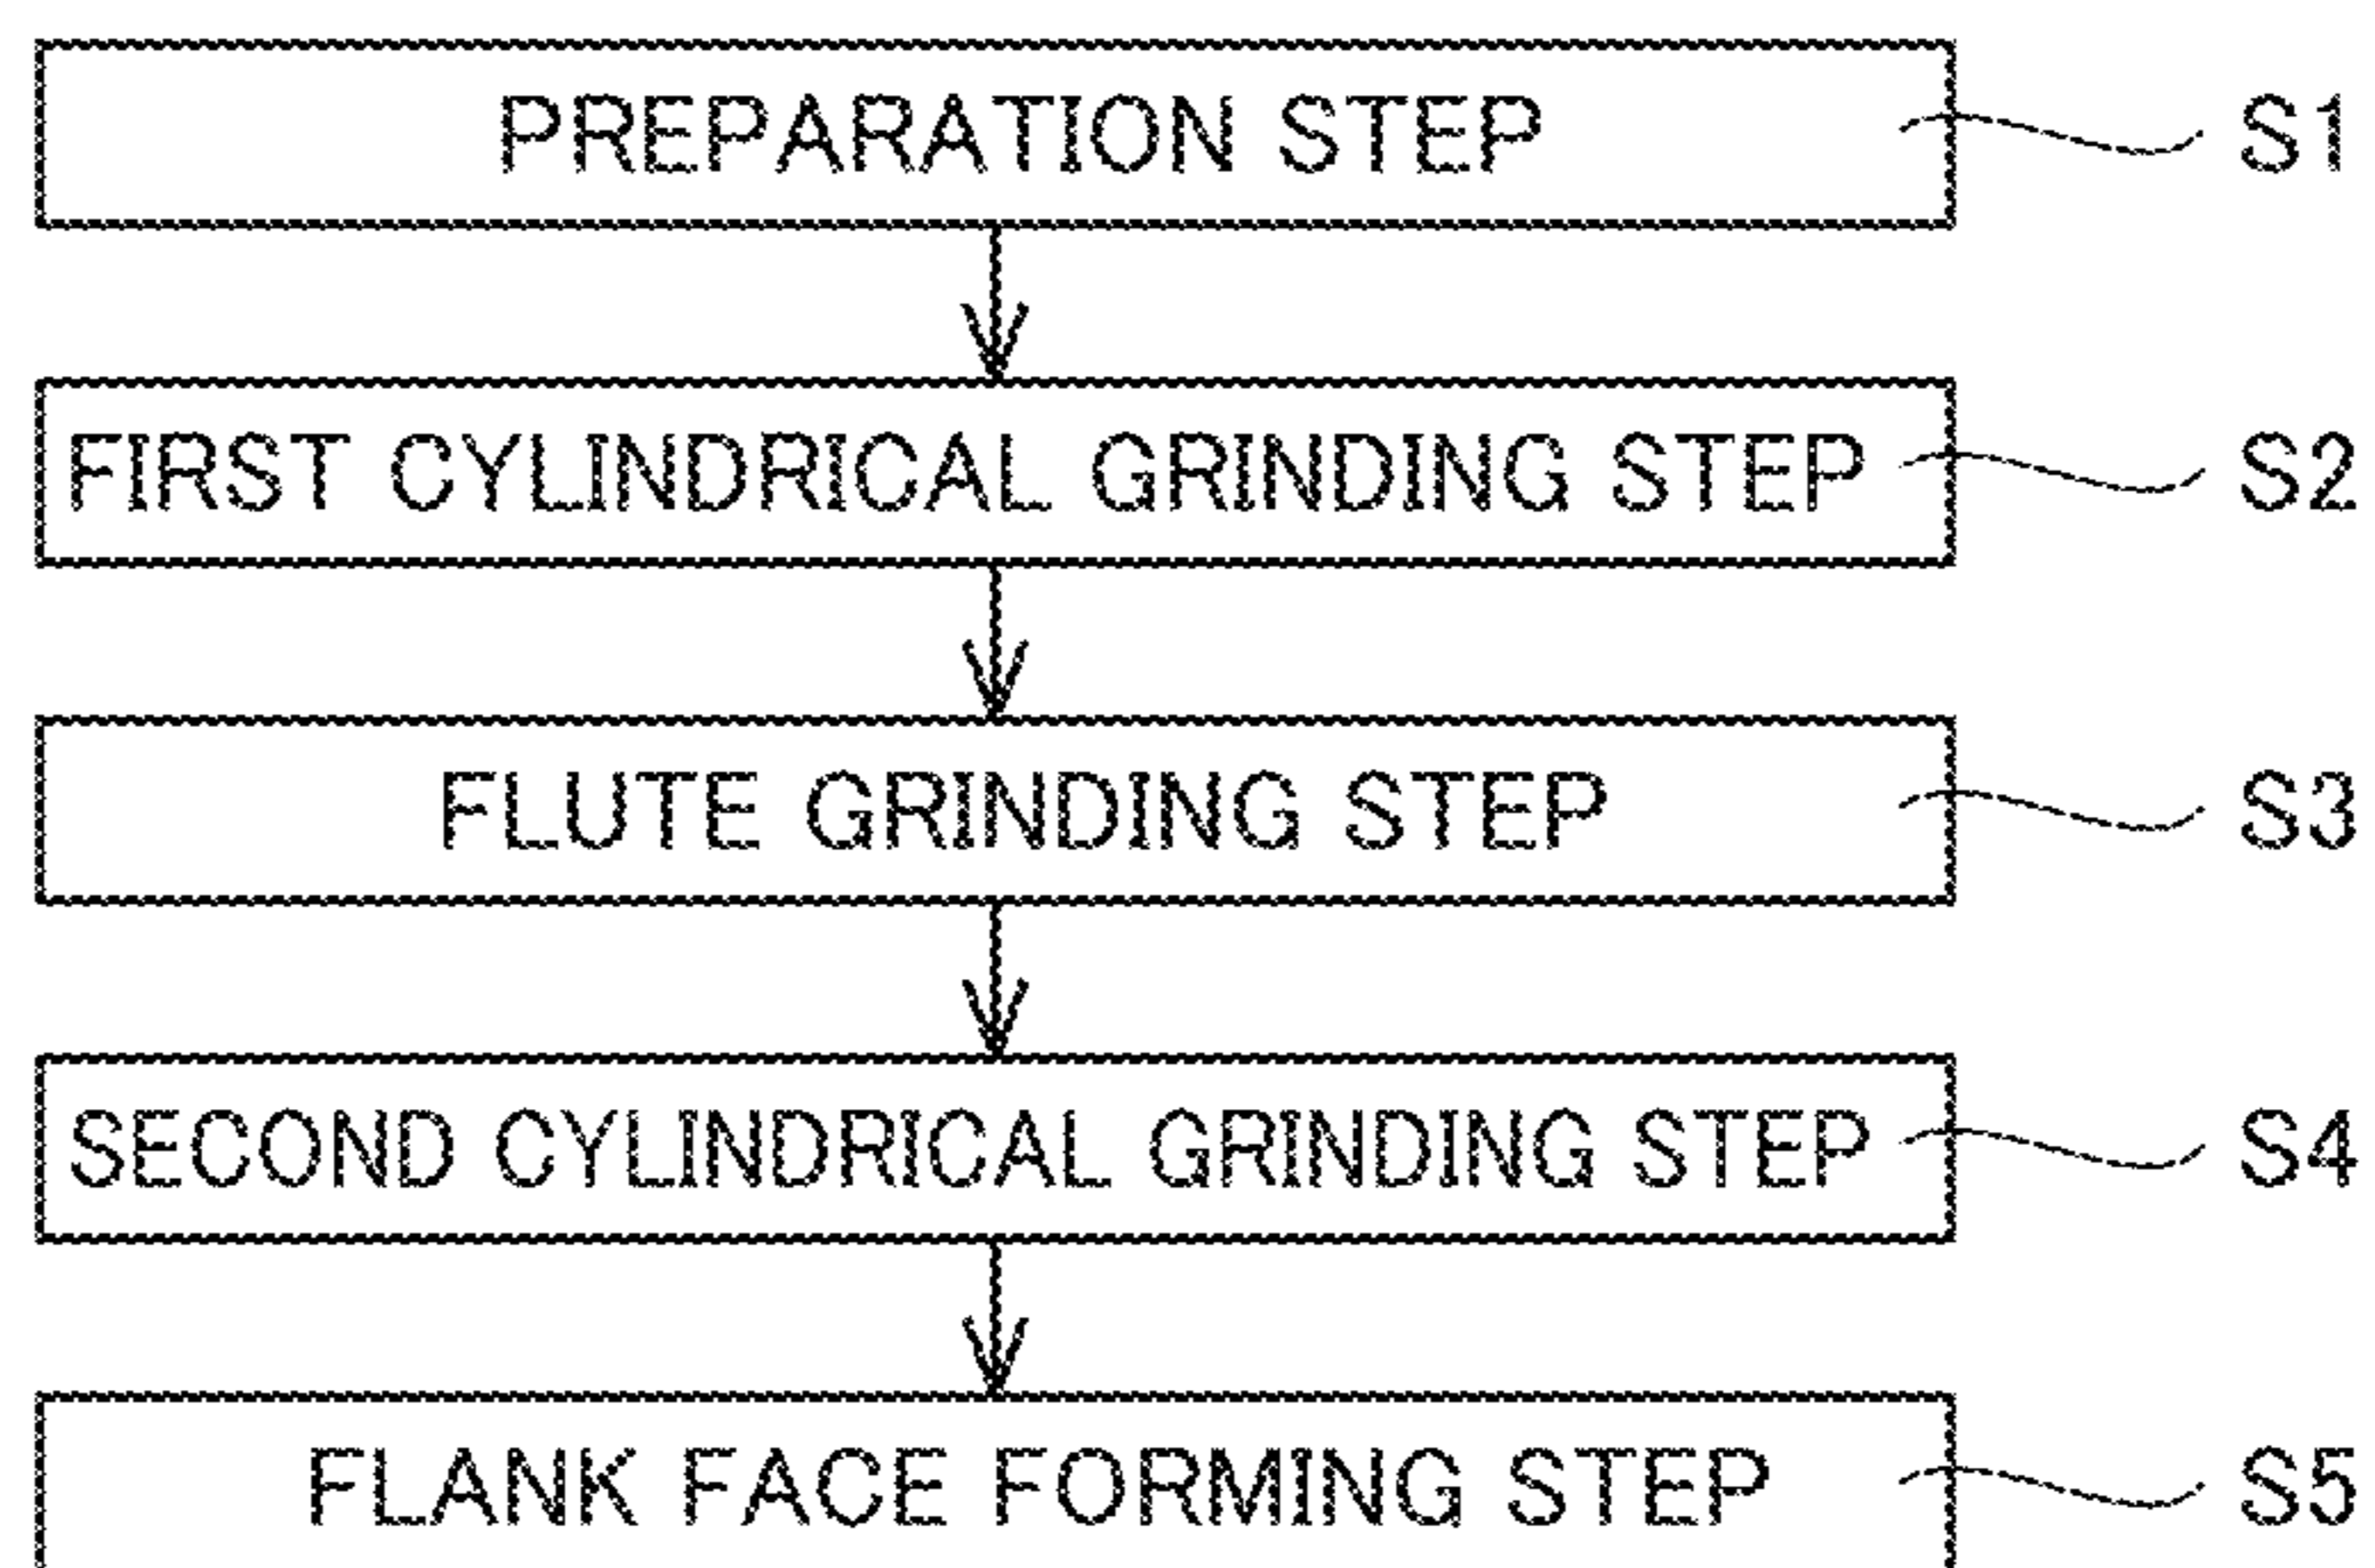 PREPARATION STEP S1
FIRST CYLINDRICAL GRINDING STEP S2
FLUTE GRINDING STEP S3
SECOND CYLINDRICAL GRINDING STEP S4
FLANK FACE FORMING STEP S5